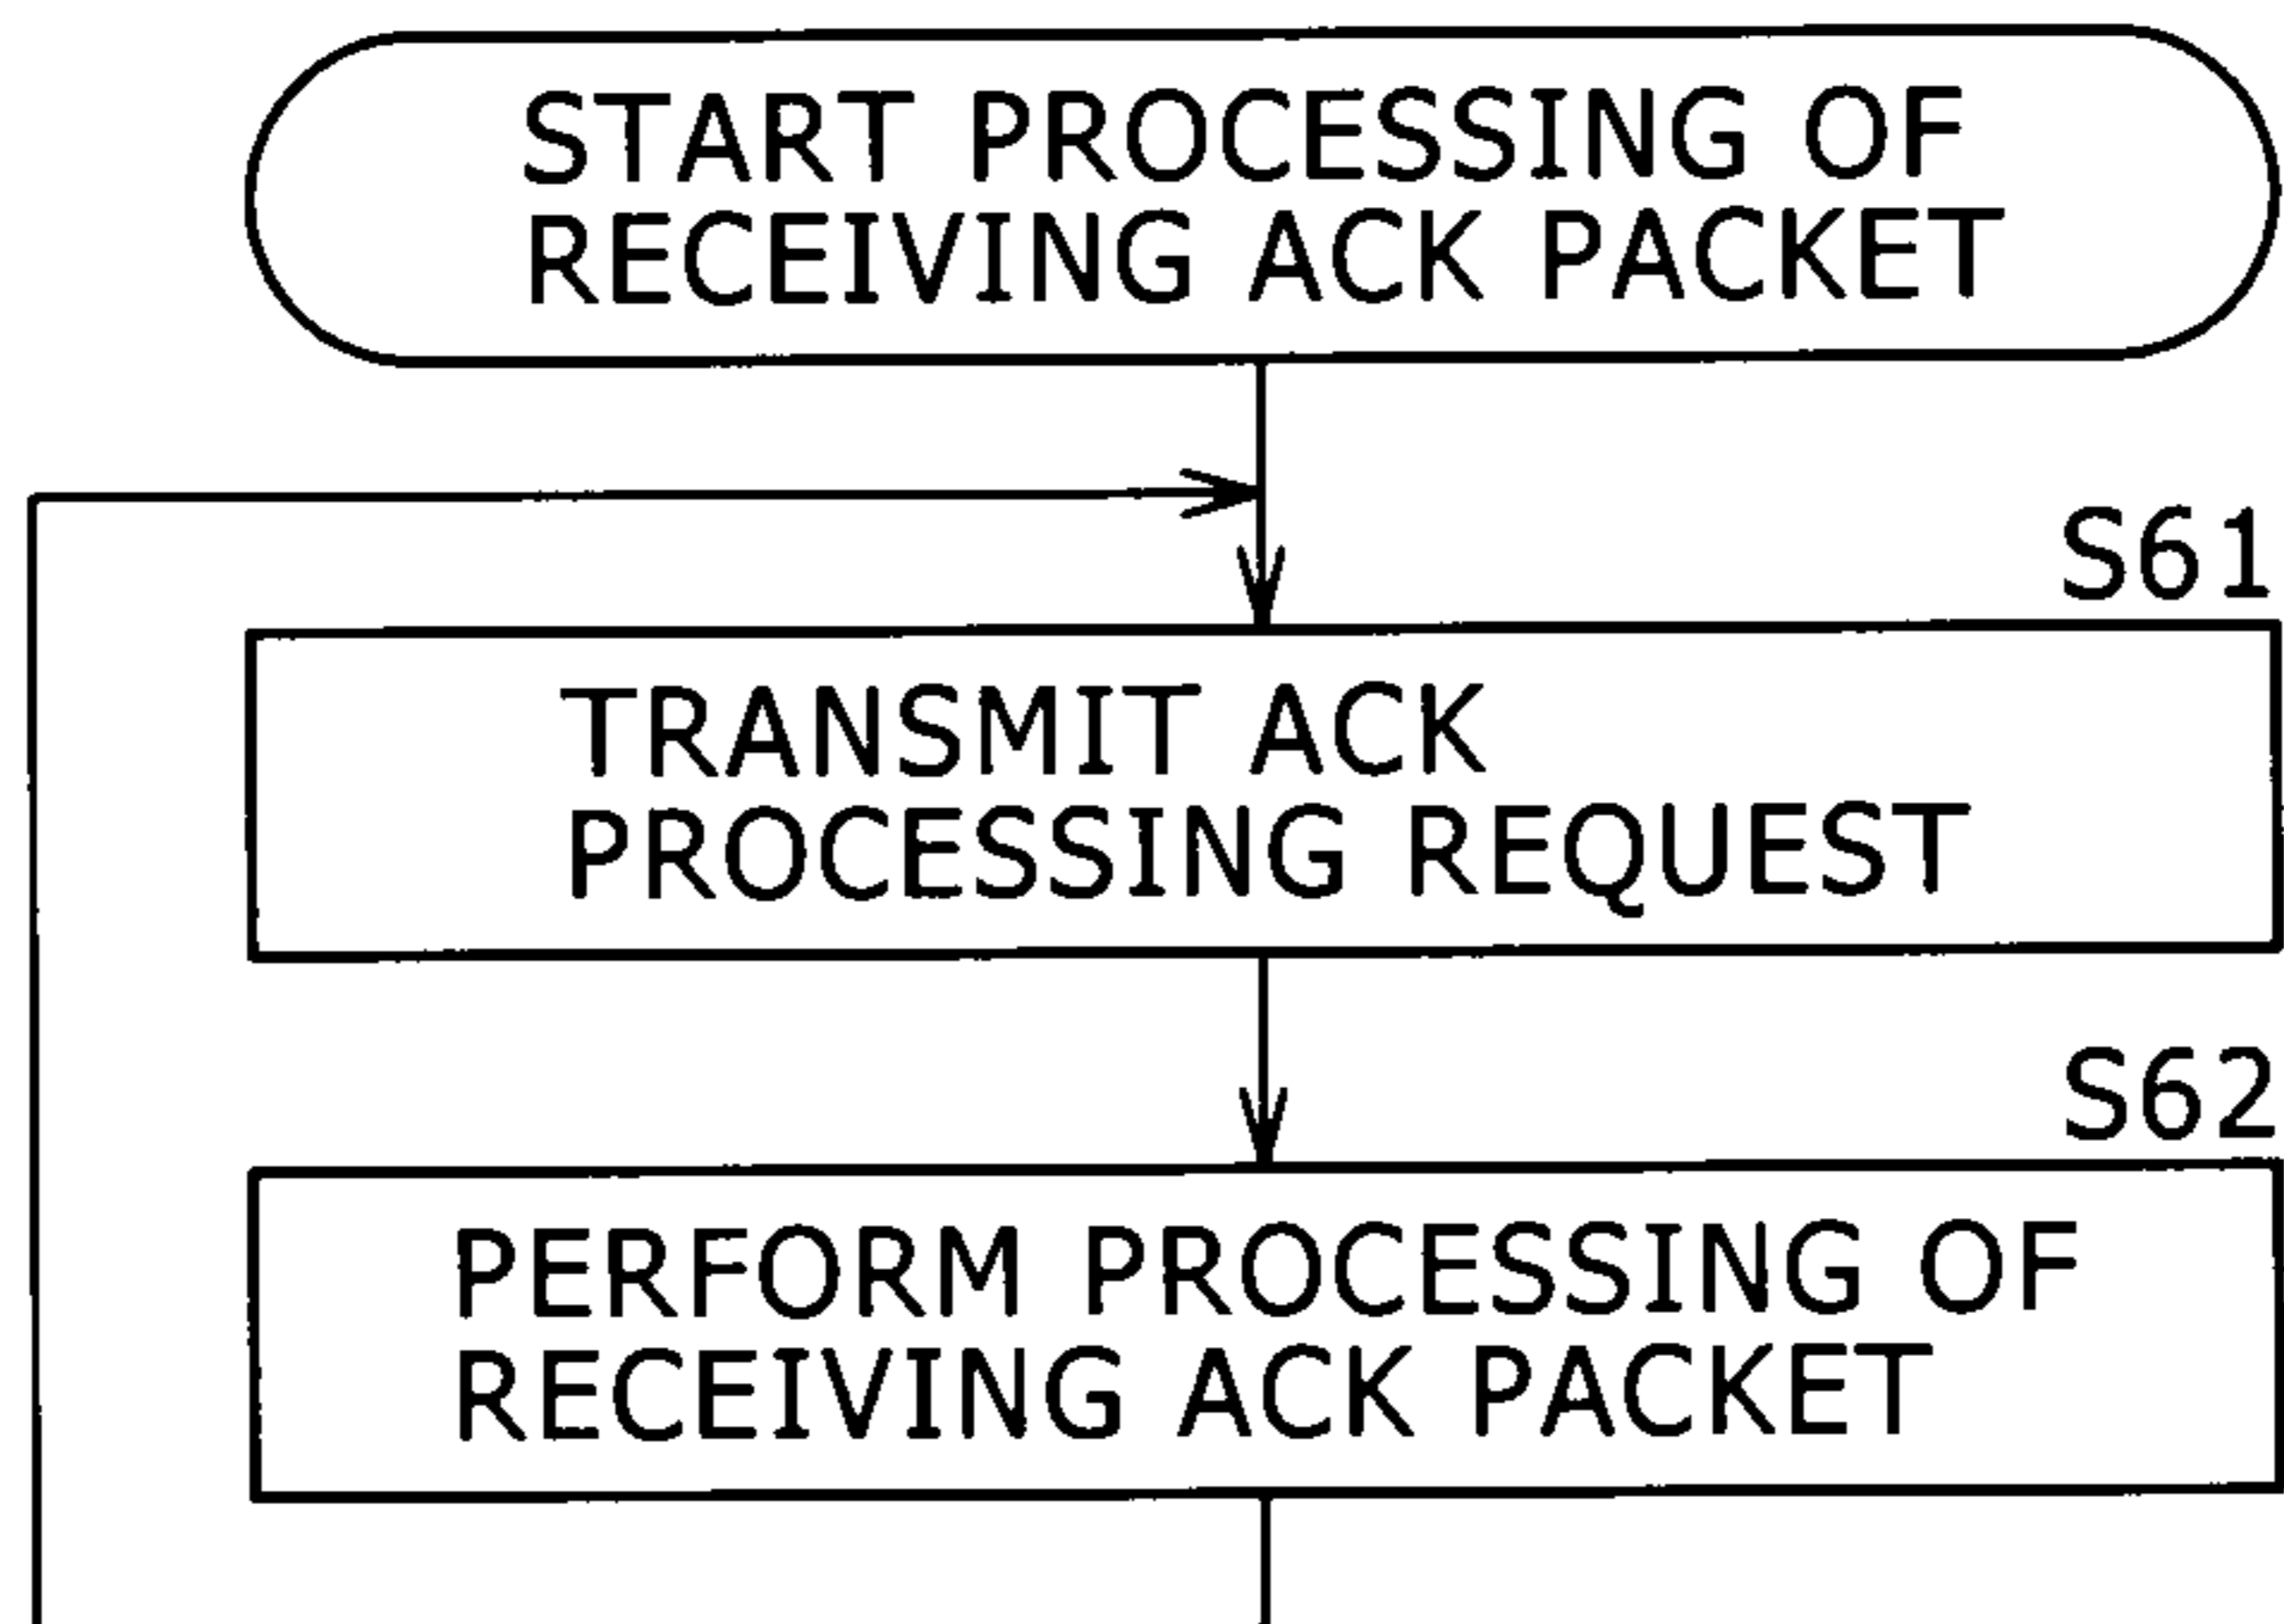 START PROCESSING OF
RECEIVING ACK PACKET
S61
TRANSMIT ACK
PROCESSING REQUEST
S62
PERFORM PROCESSING OF
RECEIVING ACK PACKET